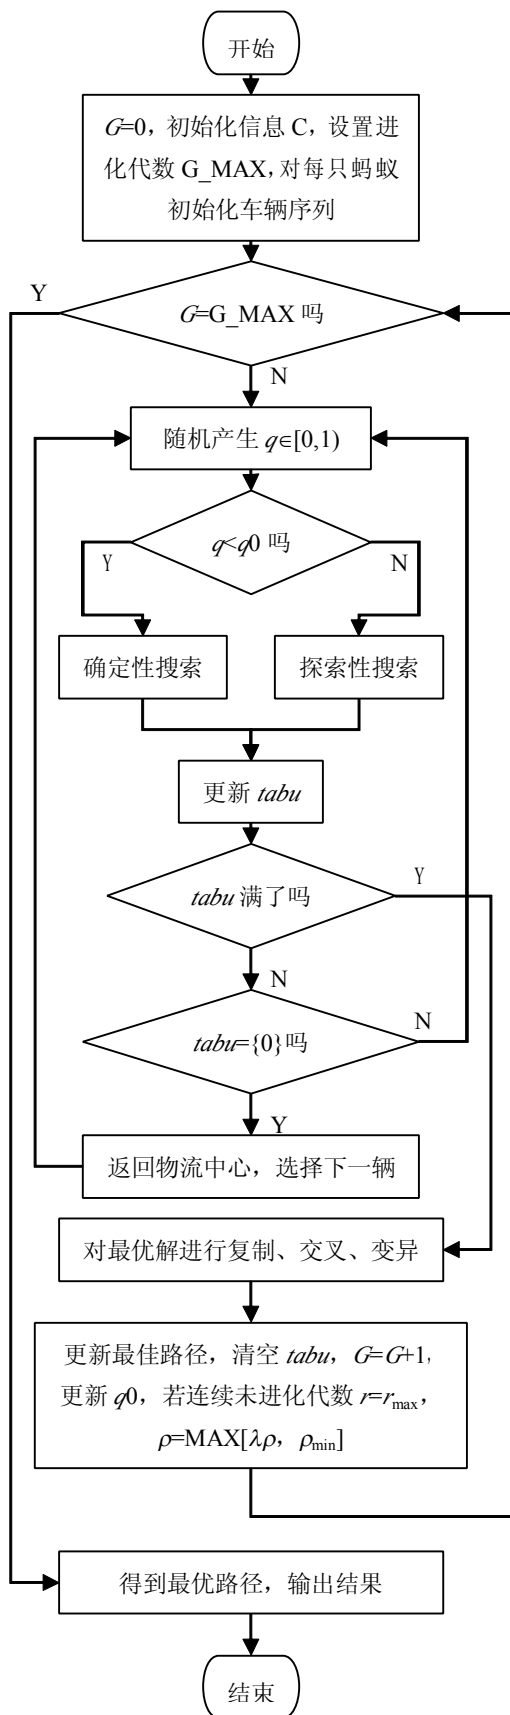 开始
G=0，初始化信息 C，设置进
化代数 G_MAX,对每只蚂蚁
初始化车辆序列
Y
G=G_MAX 吗
N
随机产生 q∈[0,1)
q<q0 吗
Y
N
确定性搜索
探索性搜索
更新 tabu
tabu 满了吗
Y
N
tabu={0}吗
N
Y
返回物流中心，选择下一辆
对最优解进行复制、交叉、变异
更新最佳路径，清空 tabu，G=G+1,
更新 q0，若连续未进化代数 r=rmax，
ρ=MAX[λρ，ρmin]
得到最优路径，输出结果
结束